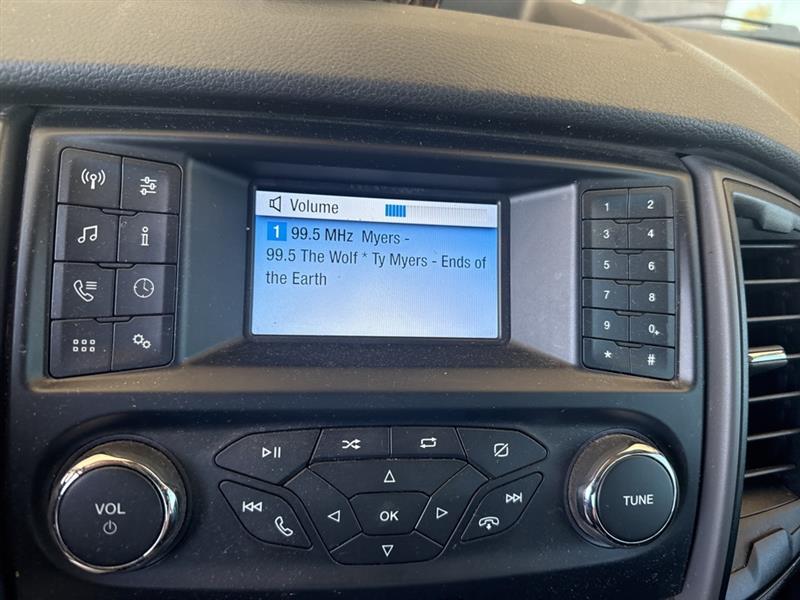 Volume
1 99.5 MHz Myers -
99.5 The Wolf * Ty Myers - Ends of
the Earth
1 2
3 4
5 6
7 8
9 0+
* #
VOL
OK
TUNE